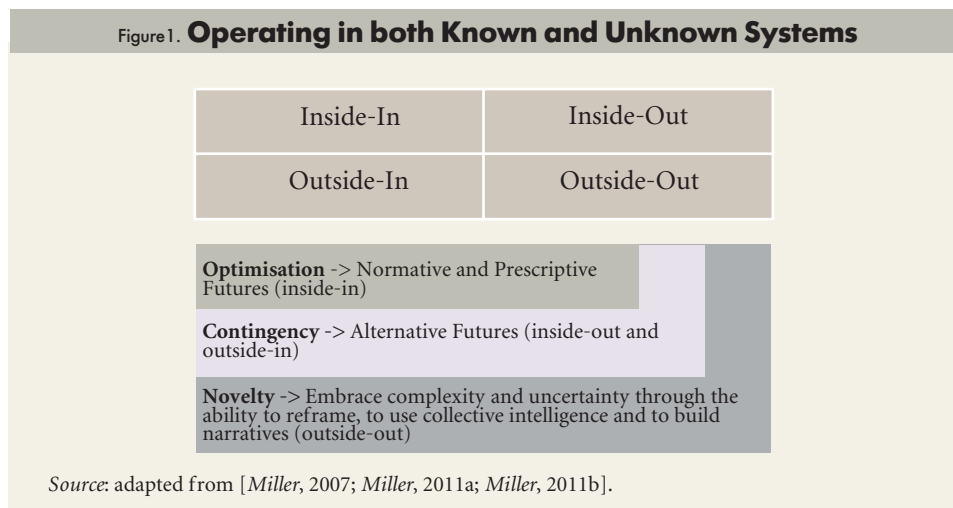 Figure1. Operating in both Known and Unknown Systems
Inside-In
Inside-Out
Outside-In
Outside-Out
Optimisation -> Normative and Prescriptive
Futures (inside-in)
Contingency -> Alternative Futures (inside-out and
outside-in)
Novelty -> Embrace complexity and uncertainty through the
ability to reframe, to use collective intelligence and to build
narratives (outside-out)
Source: adapted from [Miller, 2007; Miller, 2011a; Miller, 2011b].